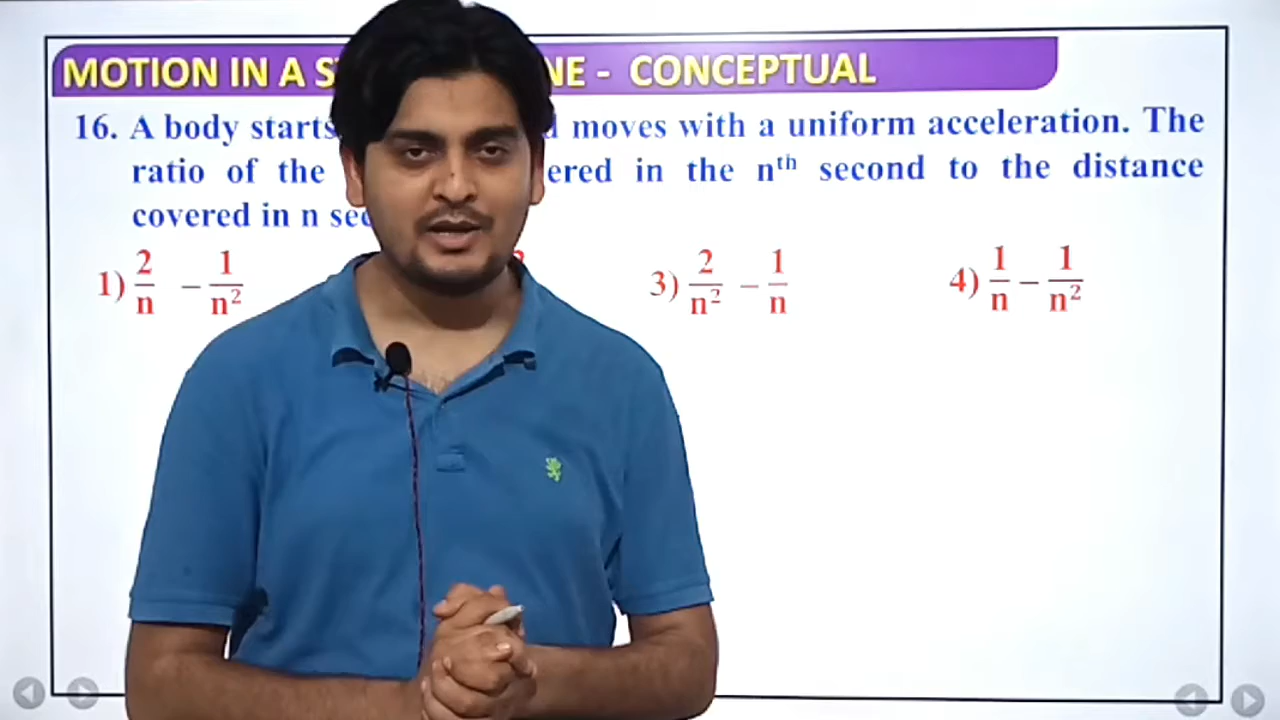 MOTION IN A S NE - CONCEPTUAL
16. A body starts moves with a uniform acceleration. The
ratio of the ered in the nᵗʰ second to the distance
covered in n sec
1) 2/n - 1/n² 3) 2/n² - 1/n 4) 1/n - 1/n²